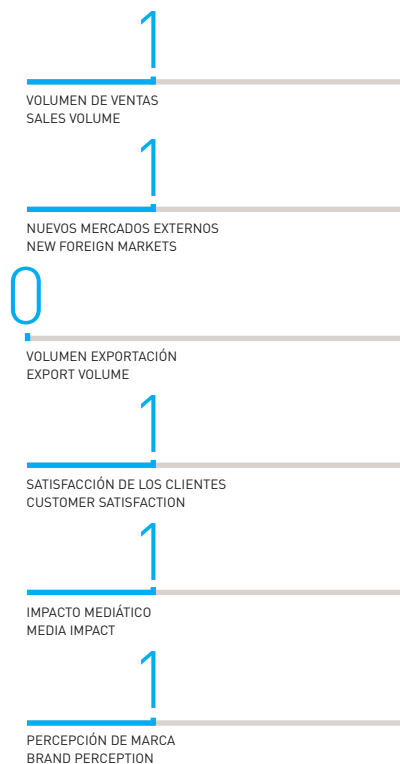 1
VOLUMEN DE VENTAS
SALES VOLUME
1
NUEVOS MERCADOS EXTERNOS
NEW FOREIGN MARKETS
0
VOLUMEN EXPORTACIÓN
EXPORT VOLUME
1
SATISFACCIÓN DE LOS CLIENTES
CUSTOMER SATISFACTION
1
IMPACTO MEDIÁTICO
MEDIA IMPACT
1
PERCEPCIÓN DE MARCA
BRAND PERCEPTION